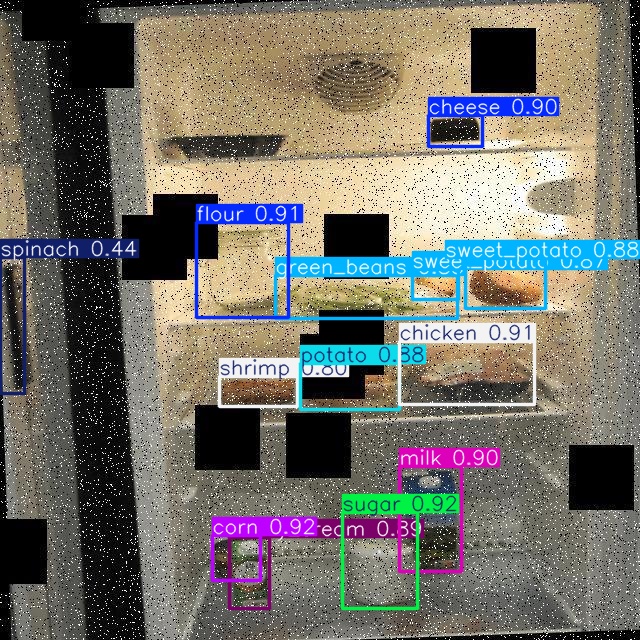 cheese 0.90
flour 0.91
spinach 0.44
sweet_potato 0.88
green_beans
chicken 0.91
potato 0.88
shrimp 0.80
milk 0.90
sugar 0.92
corn 0.92